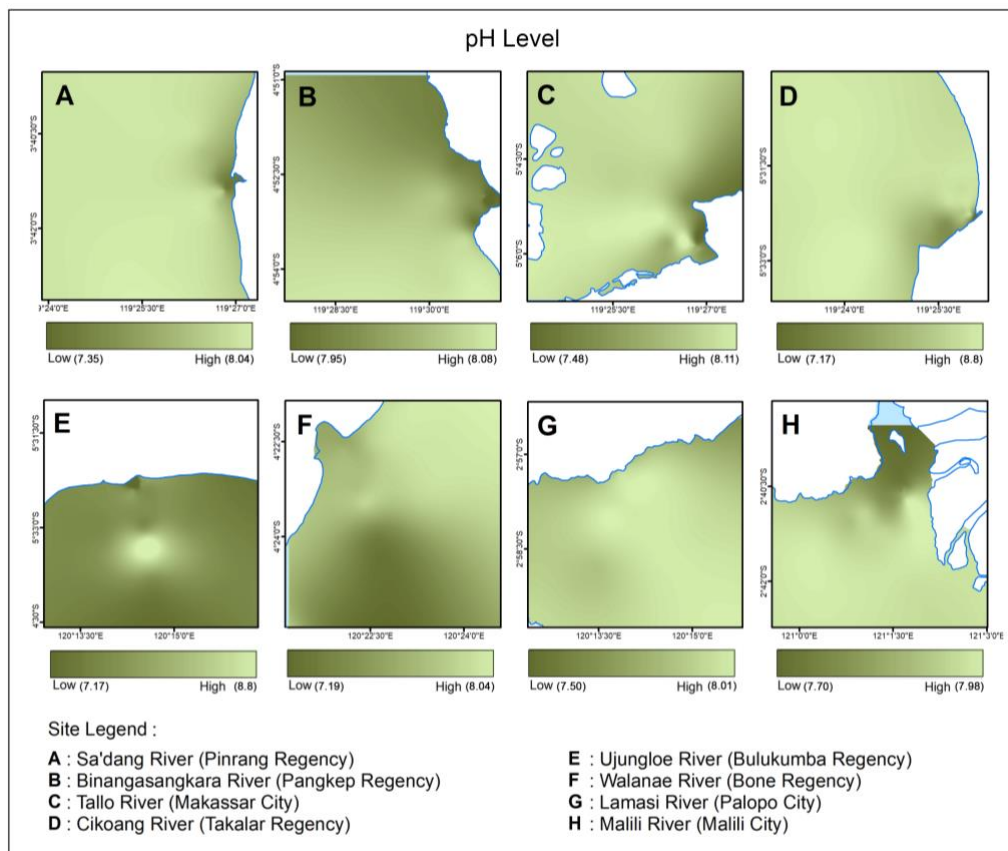 pH Level
A
3°40'30"S
3°42'0"S
9°24'0"E 119°25'30"E 119°27'0"E
Low (7.35) High (8.04)
B
4°51'0"S
4°52'30"S
4°54'0"S
119°28'30"E 119°30'0"E
Low (7.95) High (8.08)
C
5°4'30"S
5°6'0"S
119°25'30"E 119°27'0"E
Low (7.48) High (8.11)
D
5°31'30"S
5°33'0"S
119°24'0"E 119°25'30"E
Low (7.17) High (8.8)
E
5°31'30"S
5°33'0"S
4'30"S
120°13'30"E 120°15'0"E
Low (7.17) High (8.8)
F
4°22'30"S
4°24'0"S
120°22'30"E 120°24'0"E
Low (7.19) High (8.04)
G
2°57'0"S
2°58'30"S
120°13'30"E 120°15'0"E
Low (7.50) High (8.01)
H
2°40'30"S
2°42'0"S
121°0'0"E 121°1'30"E 121°3'0"E
Low (7.70) High (7.98)
Site Legend :
A : Sa'dang River (Pinrang Regency)
B : Binangasangkara River (Pangkep Regency)
C : Tallo River (Makassar City)
D : Cikoang River (Takalar Regency)
E : Ujungloe River (Bulukumba Regency)
F : Walanae River (Bone Regency)
G : Lamasi River (Palopo City)
H : Malili River (Malili City)